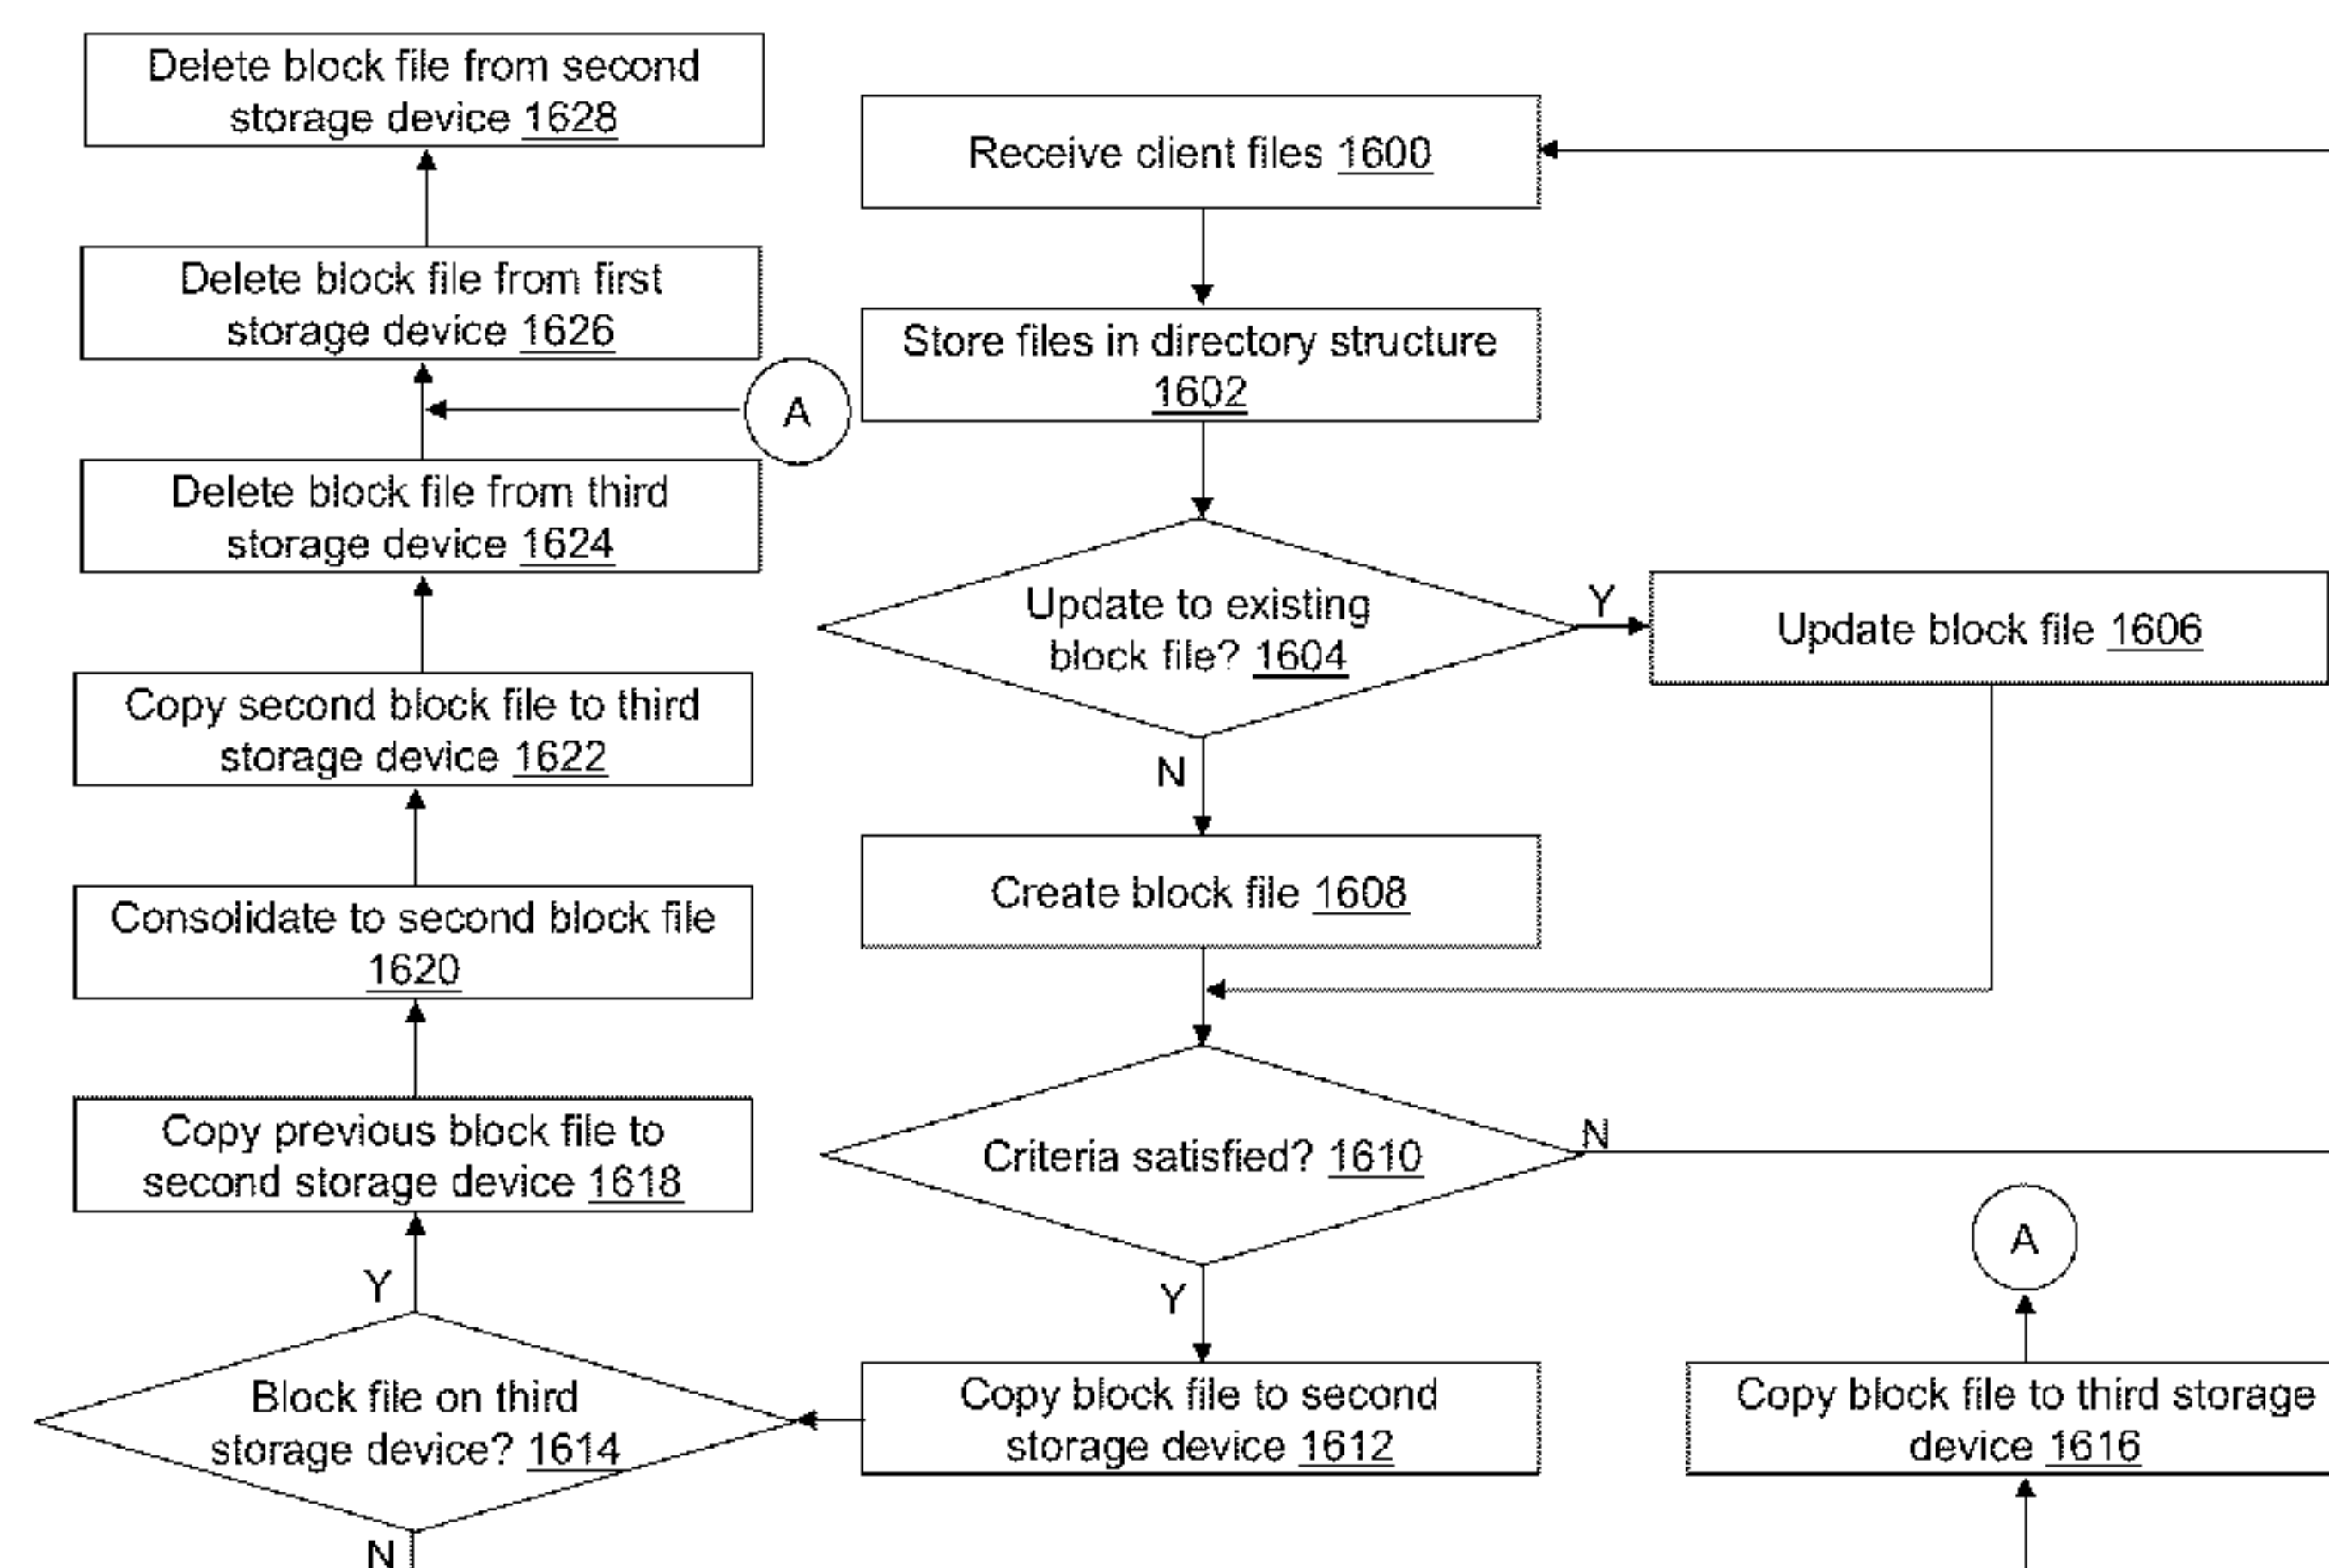 Delete block file from second
storage device 1628
Receive client files 1600
Delete block file from first
storage device 1626
Store files in directory structure
1602
A
Delete block file from third
storage device 1624
Update to existing
block file? 1604
Y
Update block file 1606
Copy second block file to third
storage device 1622
N
Create block file 1608
Consolidate to second block file
1620
Copy previous block file to
second storage device 1618
Criteria satisfied? 1610
N
A
Y
Y
Block file on third
storage device? 1614
Copy block file to second
storage device 1612
Copy block file to third storage
device 1616
N